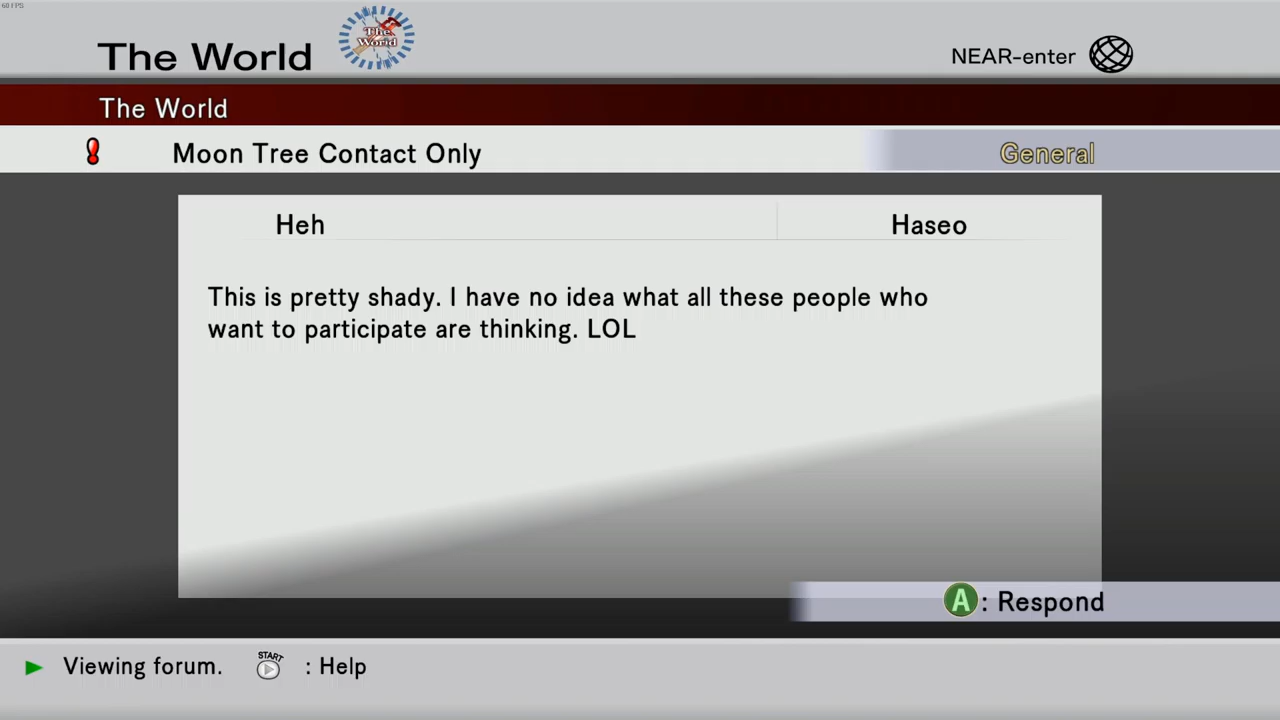 60 FPS
The World
The World
NEAR-enter
The World
Moon Tree Contact Only
General
Heh
Haseo
This is pretty shady. I have no idea what all these people who
want to participate are thinking. LOL
A : Respond
Viewing forum.
START
: Help